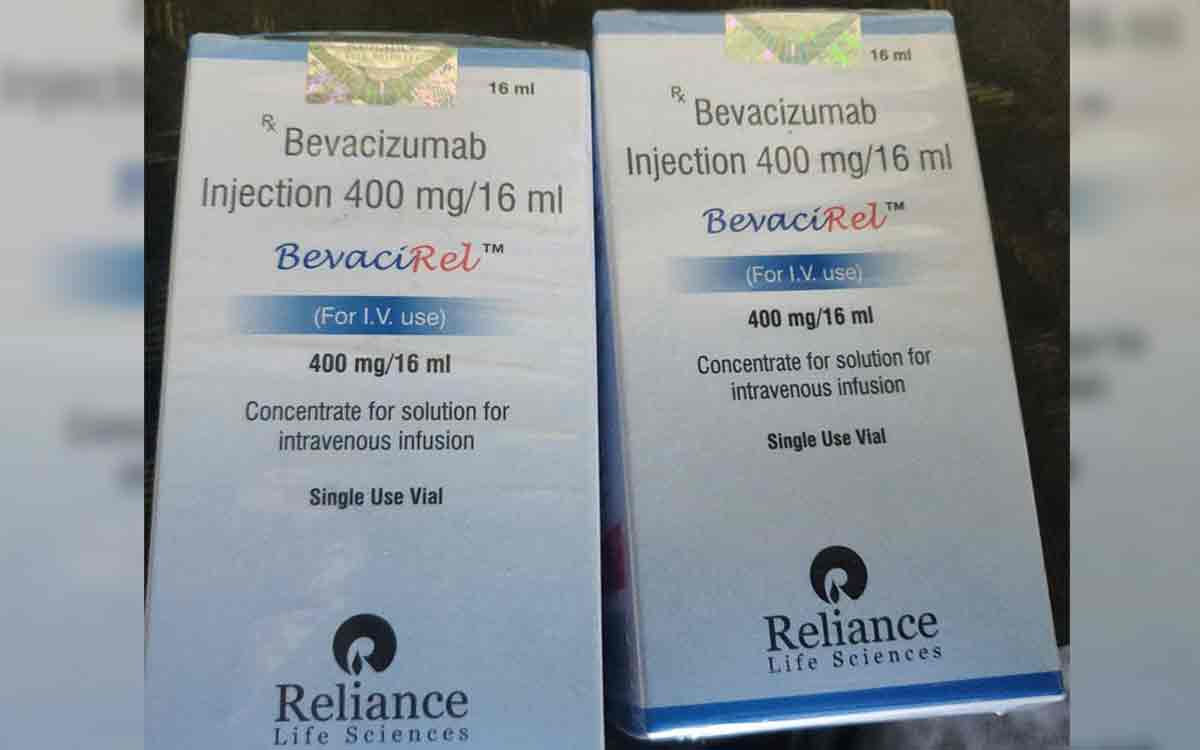 16 ml
Rx Bevacizumab
Injection 400 mg/16 ml
BevaciRel™
(For I.V. use)
400 mg/16 ml
Concentrate for solution for
intravenous infusion
Single Use Vial
Reliance
Life Sciences
16 ml
Rx Bevacizumab
Injection 400 mg/16 ml
BevaciRel™
(For I.V. use)
400 mg/16 ml
Concentrate for solution for
intravenous infusion
Single Use Vial
Reliance
Life Sciences